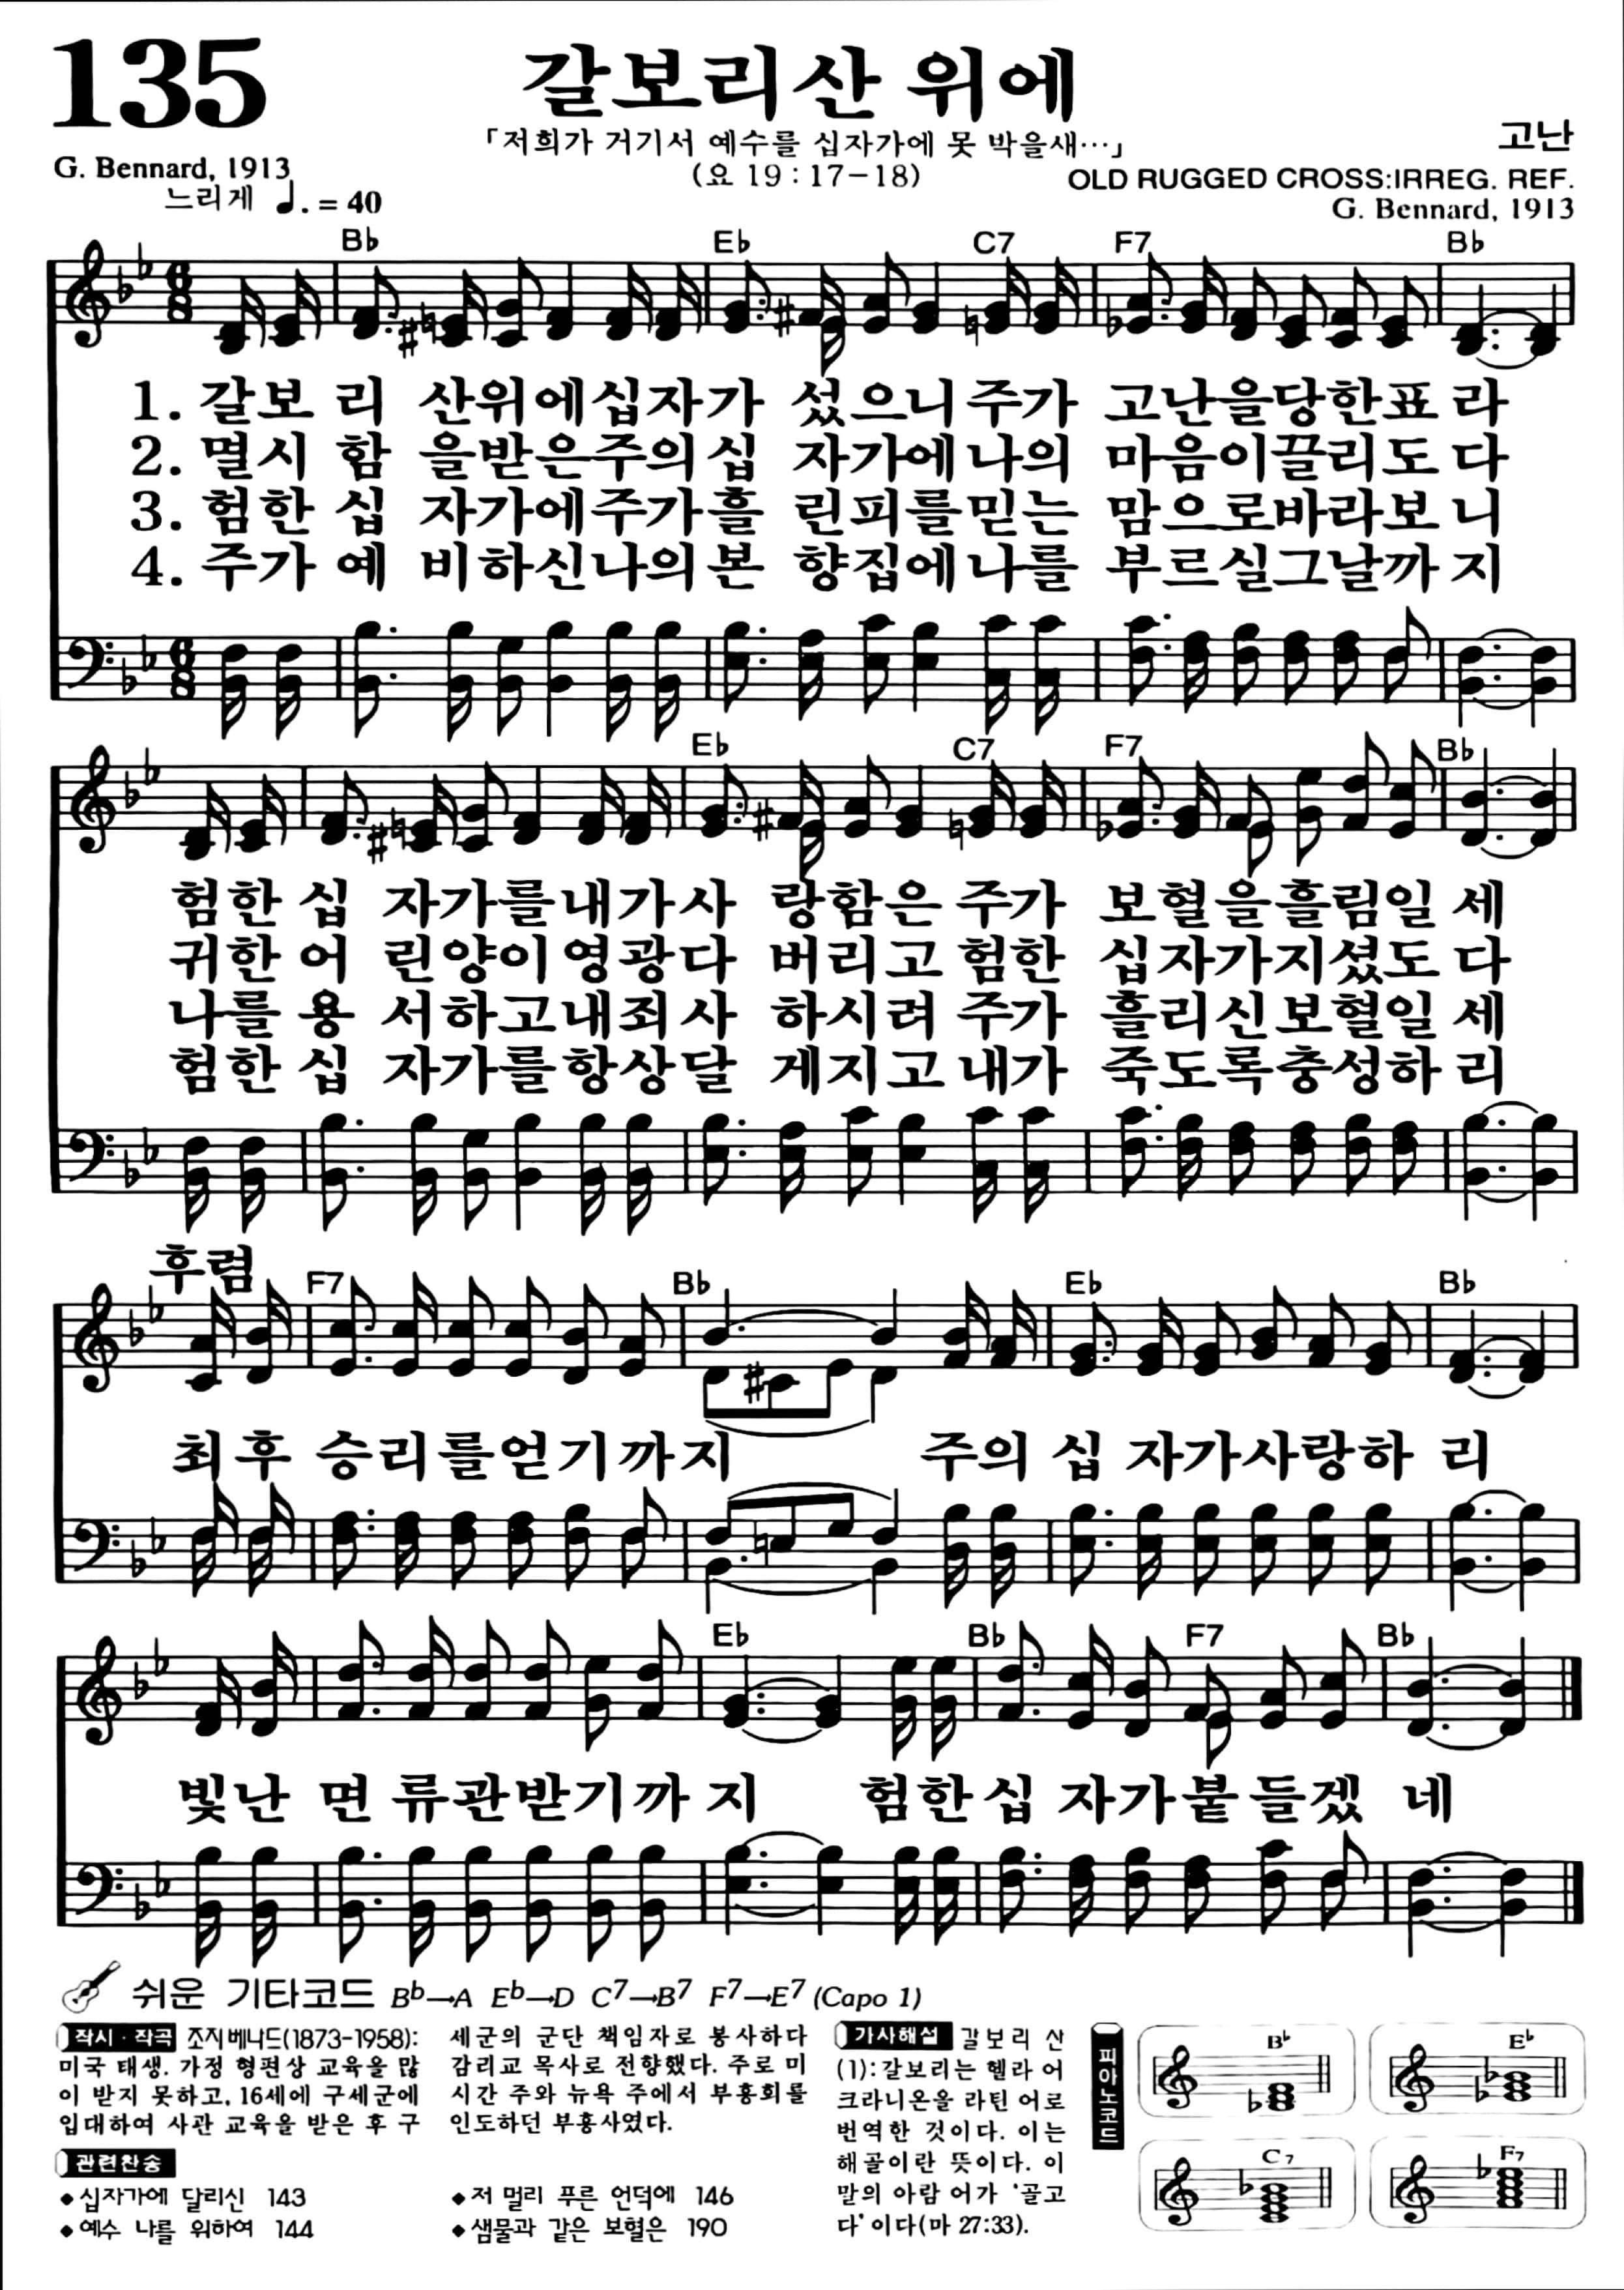 135
갈보리산 위에
「저희가 거기서 예수를 십자가에 못 박을새…」
(요 19 : 17-18)
고난
G. Bennard, 1913
느리게 ♩. = 40
OLD RUGGED CROSS:IRREG. REF.
G. Bennard, 1913
B♭ E♭ C7 F7 B♭
1. 갈보 리 산위에십자가 섰으니주가 고난을당한표 라
2. 멸시 함 을받은주의십 자가에나의 마음이끌리도 다
3. 험한 십 자가에주가흘 린피를믿는 맘으로바라보 니
4. 주가 예 비하신나의본 향집에나를 부르실그날까 지
E♭ C7 F7 B♭
험한 십 자가를내가사 랑함은 주가 보혈을흘림일 세
귀한 어 린양이영광다 버리고 험한 십자가지셨도 다
나를 용 서하고내죄사 하시려 주가 흘리신보혈일 세
험한 십 자가를항상달 게지고 내가 죽도록충성하 리
후렴
F7 B♭ E♭ B♭
최후 승리를얻기까지 주의 십 자가사랑하 리
E♭ B♭ F7 B♭
빛난 면 류관받기까 지 험한십 자가붙 들겠 네
쉬운 기타코드 B♭→A E♭→D C7→B7 F7→E7 (Capo 1)
작시·작곡 조지베나드(1873-1958):
미국 태생. 가정 형편상 교육을 많
이 받지 못하고, 16세에 구세군에
입대하여 사관 교육을 받은 후 구
세군의 군단 책임자로 봉사하다
감리교 목사로 전향했다. 주로 미
시간 주와 뉴욕 주에서 부흥회를
인도하던 부흥사였다.
관련찬송
◆십자가에 달리신 143
◆예수 나를 위하여 144
◆저 멀리 푸른 언덕에 146
◆샘물과 같은 보혈은 190
가사해설 갈보리 산
(1):갈보리는 헬라 어
크라니온을 라틴 어로
번역한 것이다. 이는
해골이란 뜻이다. 이
말의 아람 어가 '골고
다'이다(마 27:33).
피아노코드
B♭ E♭
C7 F7